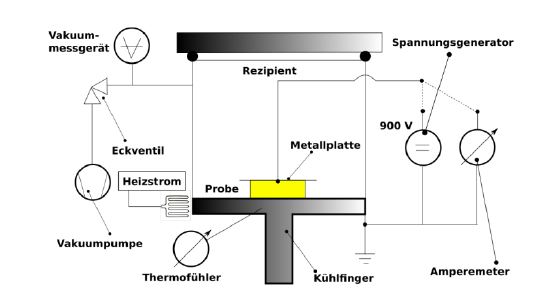 Vakuum-
messgerät
Spannungsgenerator
Rezipient
900 V
Eckventil
Metallplatte
Heizstrom
Probe
Vakuumpumpe
Thermofühler
Kühlfinger
Amperemeter